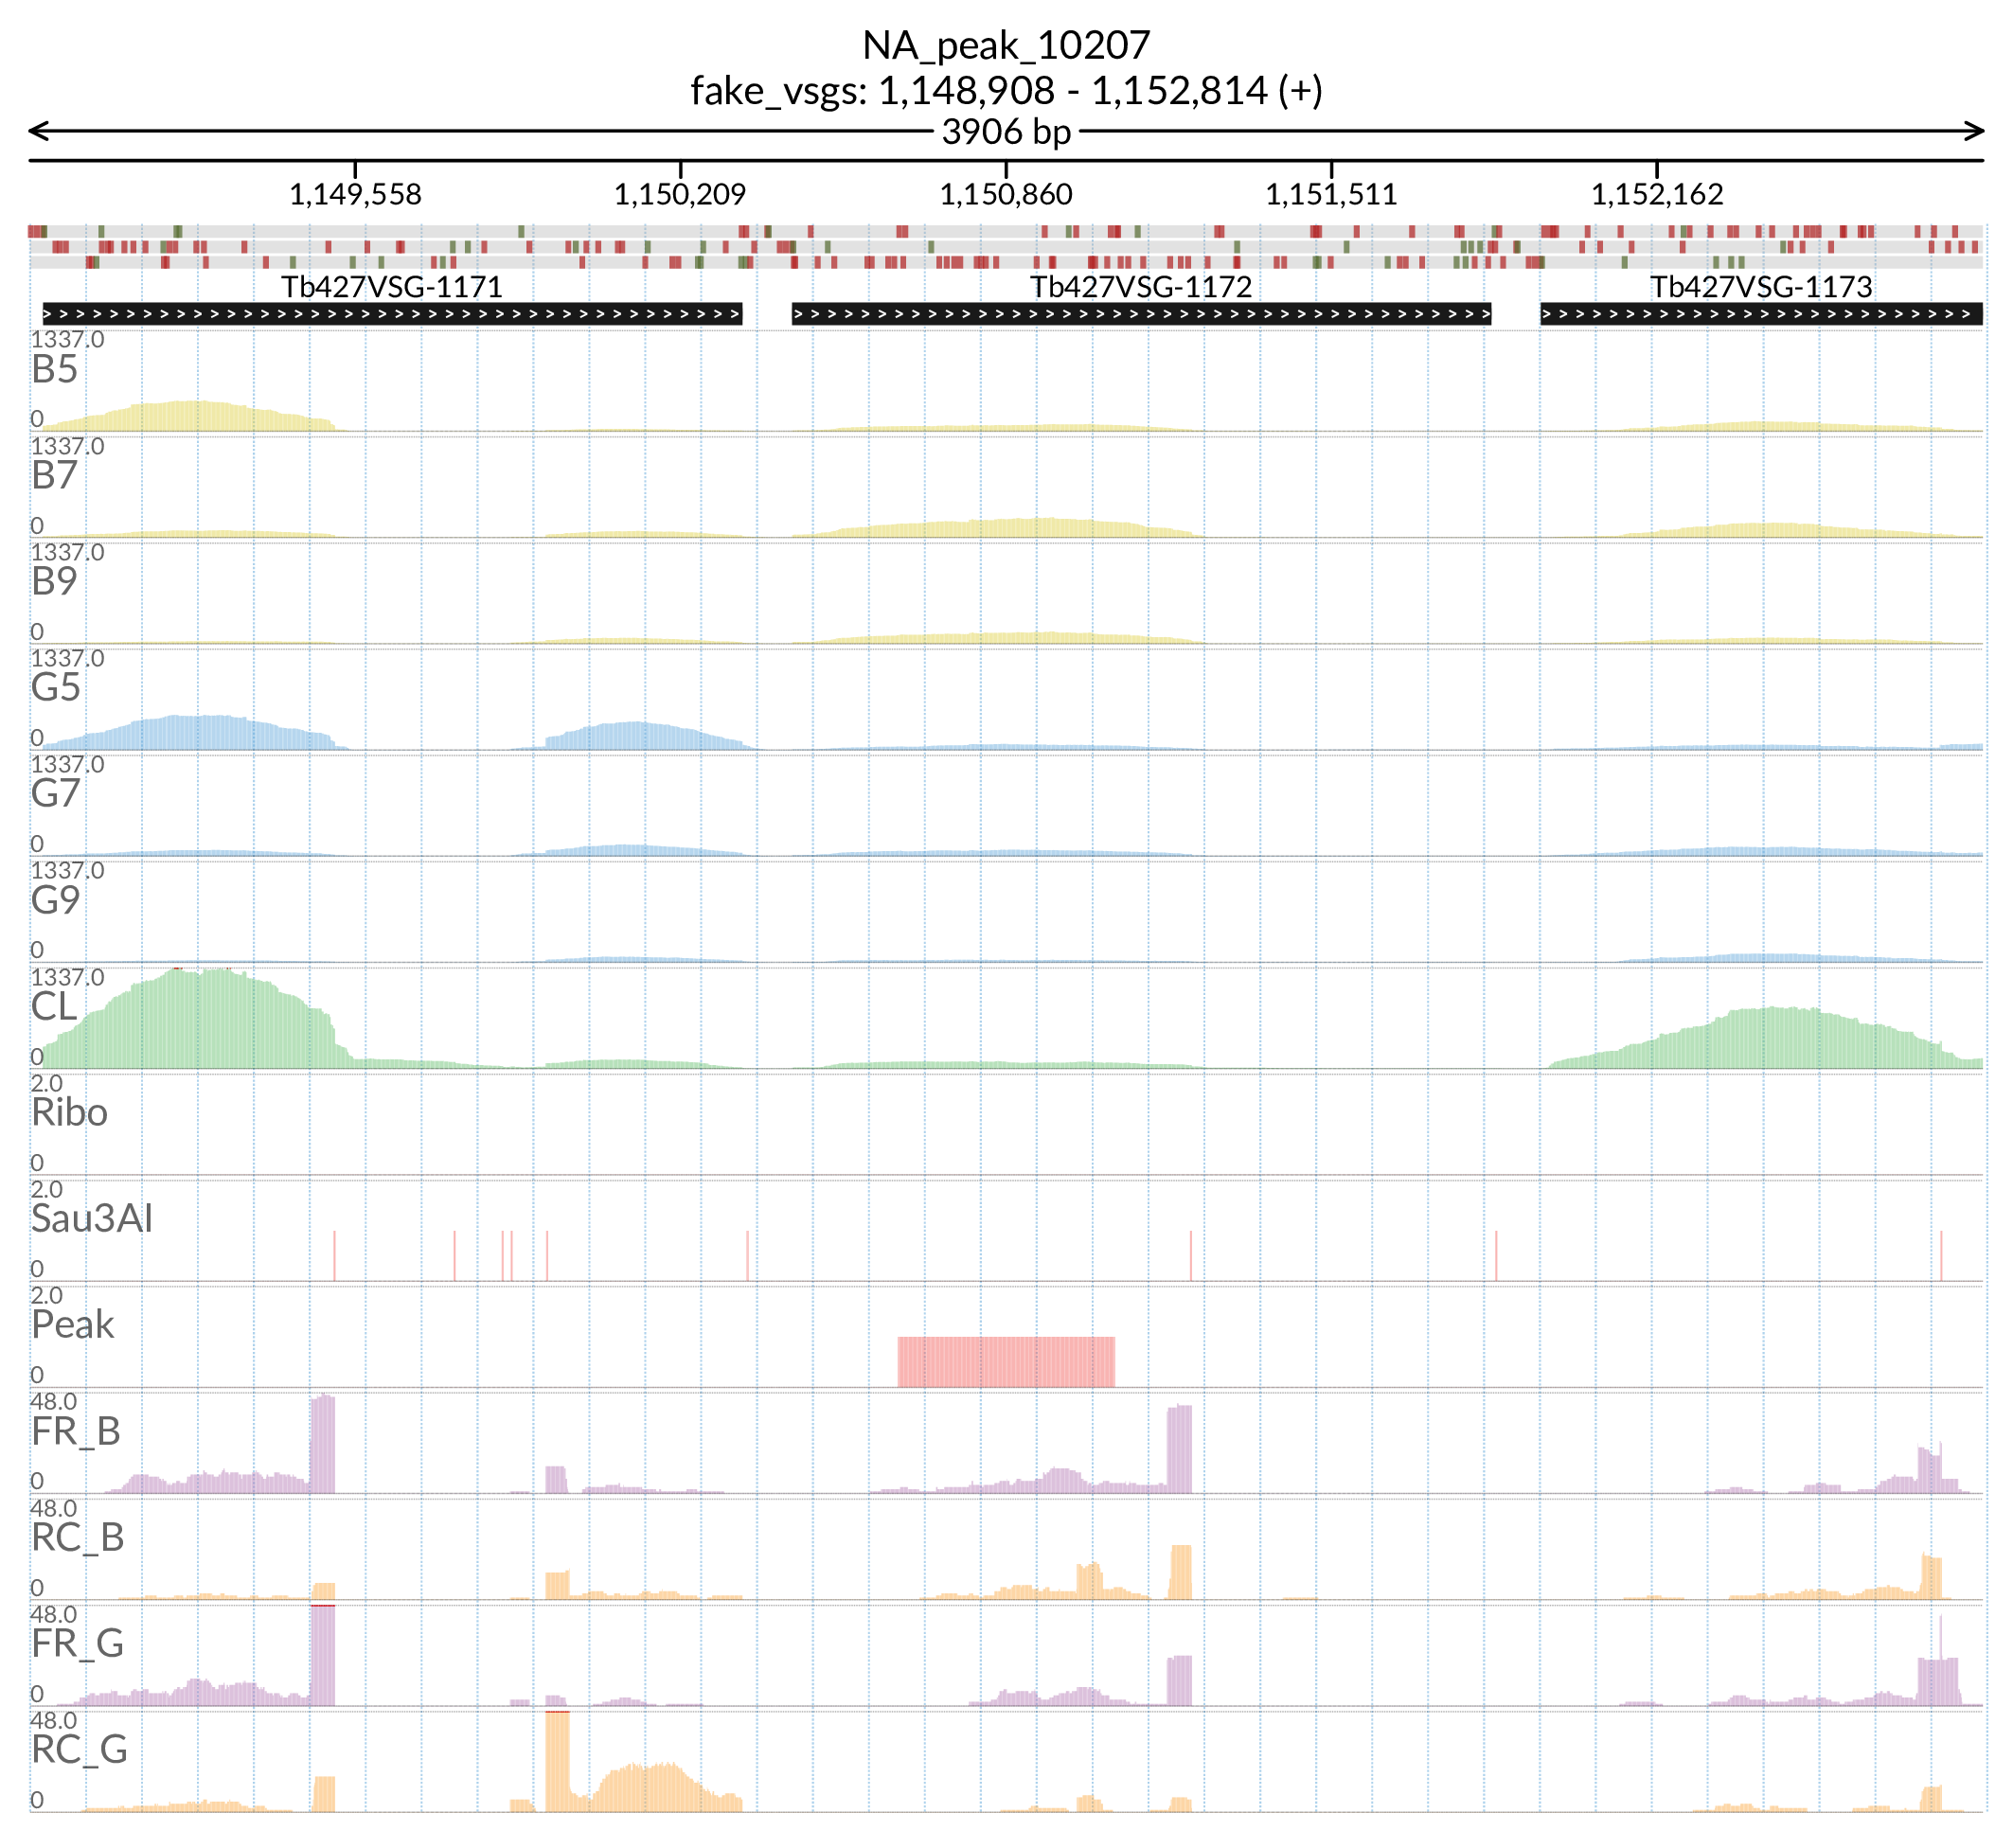 NA_peak_10207
fake_vsgs: 1,148,908 - 1,152,814 (+)
3906 bp
1,149,558 1,150,209 1,150,860 1,151,511 1,152,162
Tb427VSG-1171 Tb427VSG-1172 Tb427VSG-1173
1337.0
B5
0
1337.0
B7
0
1337.0
B9
0
1337.0
G5
0
1337.0
G7
0
1337.0
G9
0
1337.0
CL
0
2.0
Ribo
0
2.0
Sau3AI
0
2.0
Peak
0
48.0
FR_B
0
48.0
RC_B
0
48.0
FR_G
0
48.0
RC_G
0